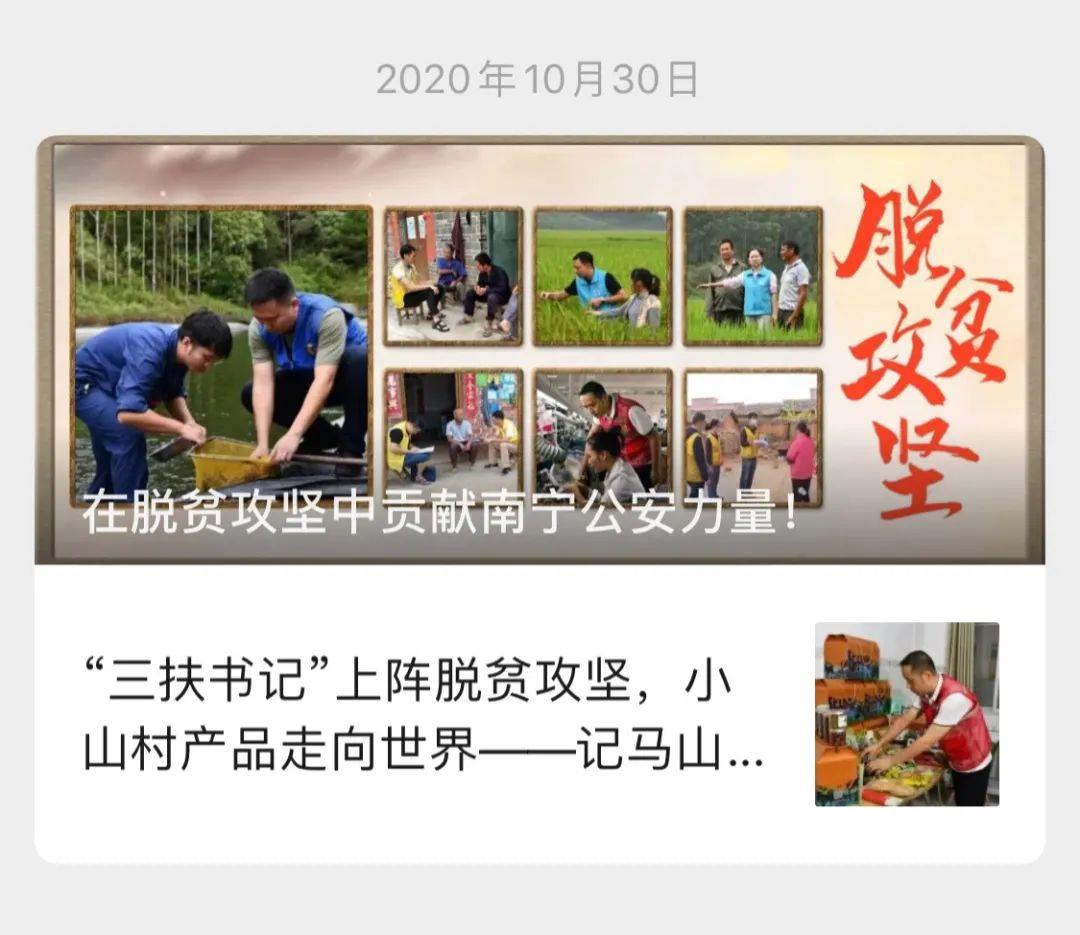 2020年10月30日
脱贫
攻坚
在脱贫攻坚中贡献南宁公安力量！
“三扶书记”上阵脱贫攻坚，小
山村产品走向世界——记马山...